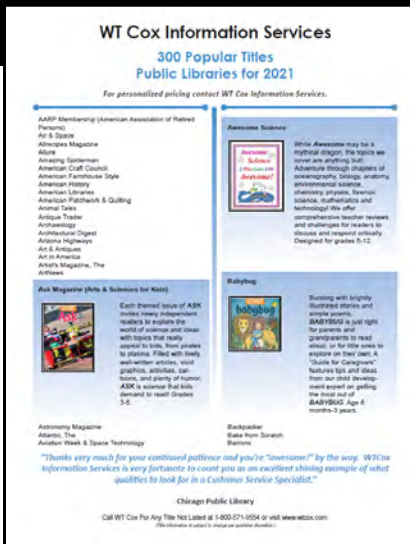 WT Cox Information Services
300 Popular Titles
Public Libraries for 2021
For personalized pricing contact WT Cox Information Services.
AARP Membership (American Association of Retired
Persons)
Air & Space
Allrecipes Magazine
Allure
Amazing Spiderman
American Craft Council
American Farmhouse Style
American History
American Libraries
American Patchwork & Quilting
Animal Tales
Antique Trader
Archaeology
Architectural Digest
Arizona Highways
Art & Antiques
Art in America
Artist's Magazine, The
ArtNews
Awesome Science
Awesome
Science
Awesome!
While Awesome may be a
mythical dragon, the topics we
cover are anything but!
Adventure through chapters of
oceanography, biology, anatomy,
environmental science,
chemistry, physics, forensic
science, mathematics and
technology! We offer
comprehensive teacher reviews
and challenges for readers to
discuss and respond critically.
Designed for grades 5-12.
Ask Magazine (Arts & Sciences for Kids)
ASK
Each themed issue of ASK
invites newly independent
readers to explore the
world of science and ideas
with topics that really
appeal to kids, from pirates
to plasma. Filled with lively,
well-written articles, vivid
graphics, activities, car-
toons, and plenty of humor,
ASK is science that kids
demand to read! Grades
3-5.
Babybug
babybug
Bursting with brightly
illustrated stories and
simple poems,
BABYBUG is just right
for parents and
grandparents to read
aloud, or for little ones to
explore on their own. A
"Guide for Caregivers"
features tips and ideas
from our child develop-
ment expert on getting
the most out of
BABYBUG. Age 6
months-3 years.
Astronomy Magazine
Atlantic, The
Aviation Week & Space Technology
Backpacker
Bake from Scratch
Barrons
"Thanks very much for your continued patience and you're "awesome!" by the way. WTCox
Information Services is very fortunate to count you as an excellent shining example of what
qualities to look for in a Customer Service Specialist."
Chicago Public Library
Call WT Cox For Any Title Not Listed at 1-800-571-9554 or visit www.wtcox.com